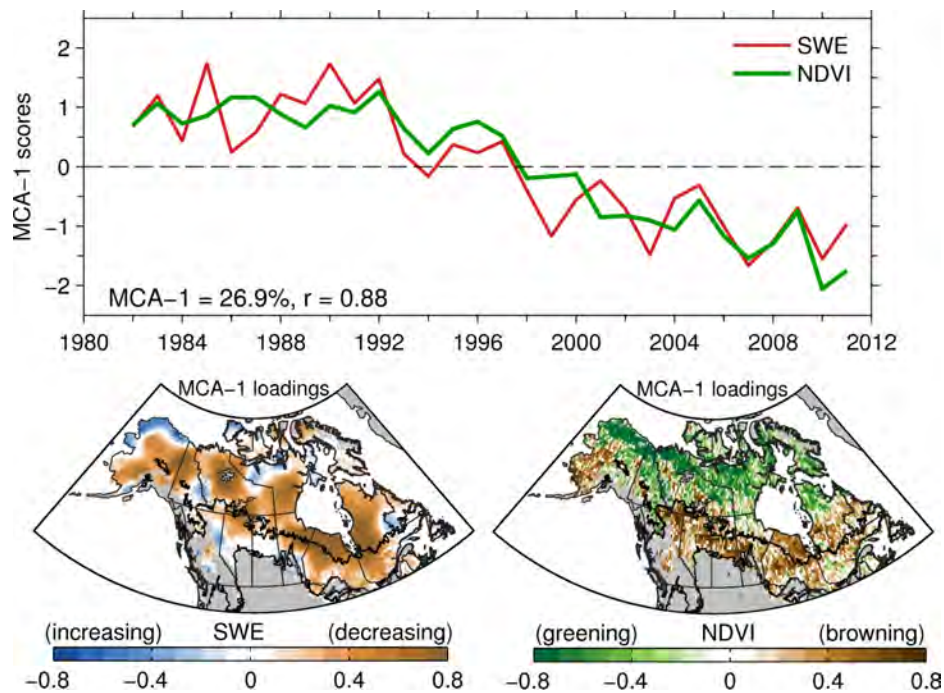 MCA-1 scores
2
1
0
-1
-2
SWE
NDVI
MCA-1 = 26.9%, r = 0.88
1980 1984 1988 1992 1996 2000 2004 2008 2012
MCA-1 loadings
MCA-1 loadings
(increasing) SWE (decreasing)
-0.8 -0.4 0 0.4 0.8
(greening) NDVI (browning)
-0.8 -0.4 0 0.4 0.8